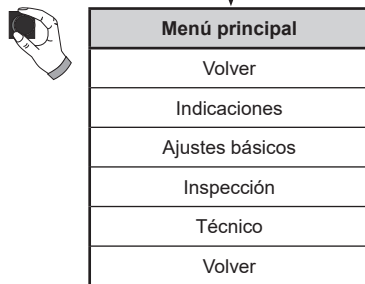 Menú principal
Volver
Indicaciones
Ajustes básicos
Inspección
Técnico
Volver